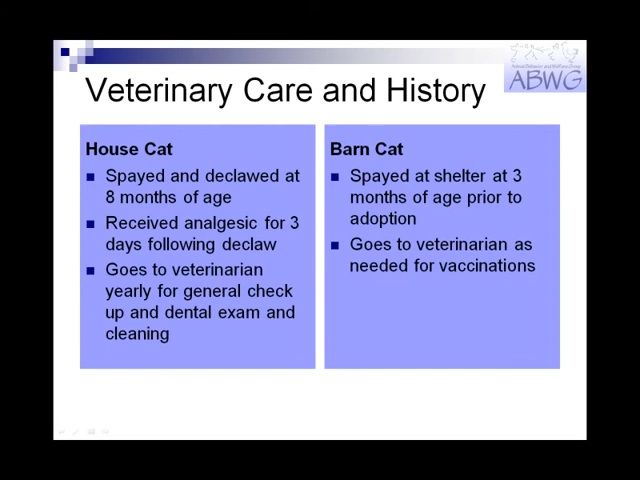 Veterinary Care and History
ABWG
House Cat
Spayed and declawed at
8 months of age
Received analgesic for 3
days following declaw
Goes to veterinarian
yearly for general check
up and dental exam and
cleaning
Barn Cat
Spayed at shelter at 3
months of age prior to
adoption
Goes to veterinarian as
needed for vaccinations